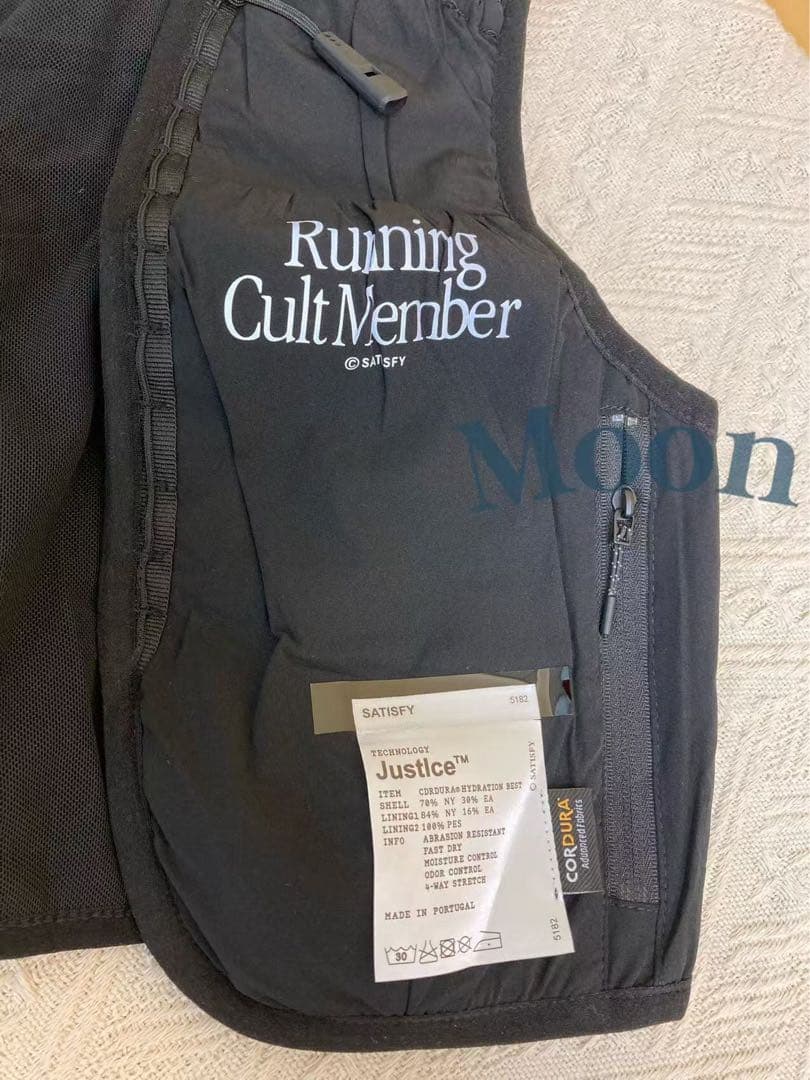 Running
Cult Member
© SATISFY
Moon
SATISFY 5182
TECHNOLOGY
JustIce™
ITEM CDRDURA®HYDRATION BEST
SHELL 70% NY 30% EA
LINING1 84% NY 16% EA
LINING2 100% PES
INFO ABRASION RESISTANT
FAST DRY
MOISTURE CONTROL
ODOR CONTROL
4-WAY STRETCH
MADE IN PORTUGAL
30
© SATISFY
5182
CORDURA®
Advanced Fabrics